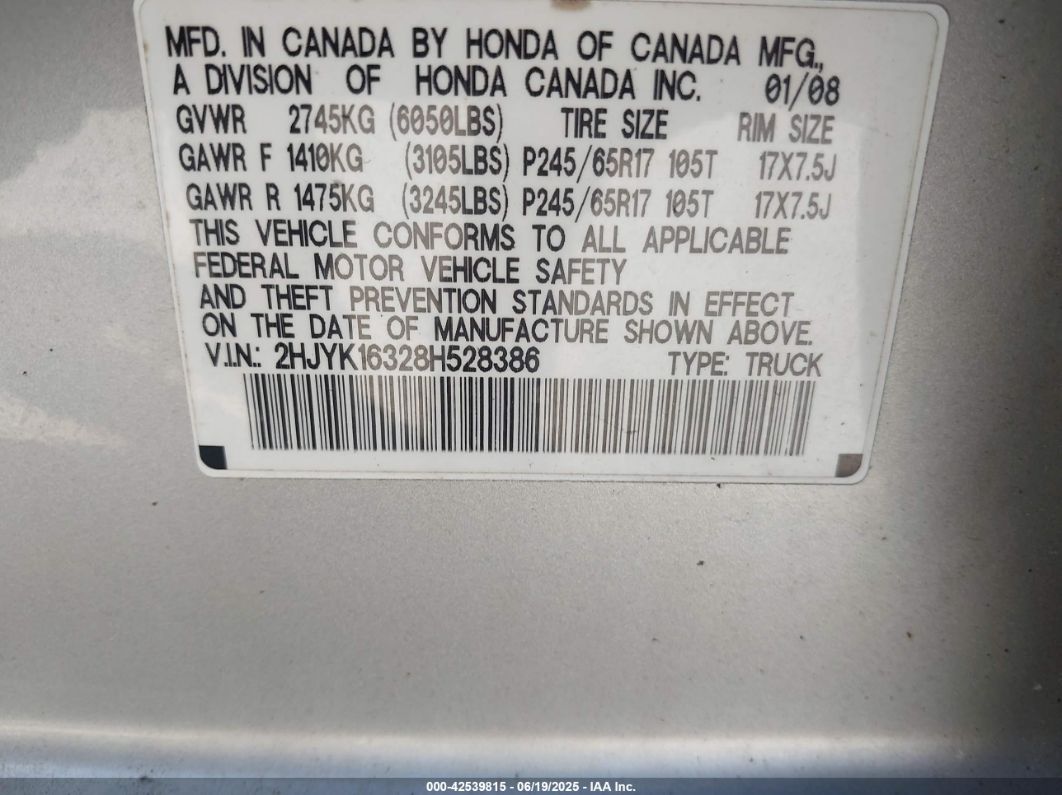 MFD. IN CANADA BY HONDA OF CANADA MFG.,
A DIVISION OF HONDA CANADA INC. 01/08
GVWR 2745KG (6050LBS) TIRE SIZE RIM SIZE
GAWR F 1410KG (3105LBS) P245/65R17 105T 17X7.5J
GAWR R 1475KG (3245LBS) P245/65R17 105T 17X7.5J
THIS VEHICLE CONFORMS TO ALL APPLICABLE
FEDERAL MOTOR VEHICLE SAFETY
AND THEFT PREVENTION STANDARDS IN EFFECT
ON THE DATE OF MANUFACTURE SHOWN ABOVE.
V.I.N.: 2HJYK16328H528386 TYPE: TRUCK
000-42539815 - 06/19/2025 - IAA Inc.